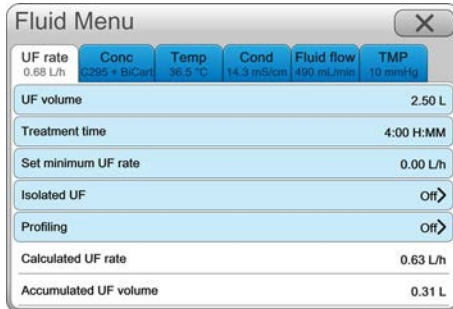 Fluid Menu
UF rate Conc Temp Cond Fluid flow TMP
0.68 L/h C295 + BiCart 36.5 °C 14.3 mS/cm 490 mL/min 10 mmHg
UF volume 2.50 L
Treatment time 4:00 H:MM
Set minimum UF rate 0.00 L/h
Isolated UF Off
Profiling Off
Calculated UF rate 0.63 L/h
Accumulated UF volume 0.31 L